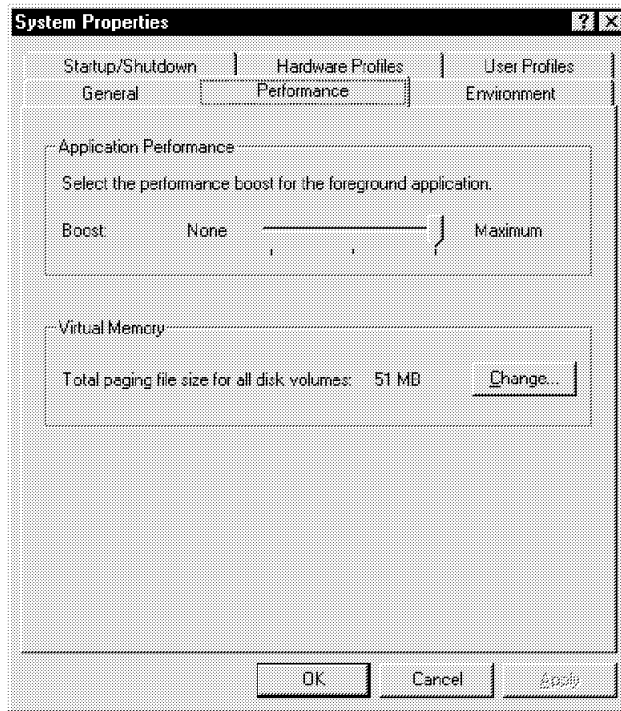 System Properties
Startup/Shutdown Hardware Profiles User Profiles
General Performance Environment
Application Performance
Select the performance boost for the foreground application.
Boost: None Maximum
Virtual Memory
Total paging file size for all disk volumes: 51 MB Change...
OK Cancel Apply